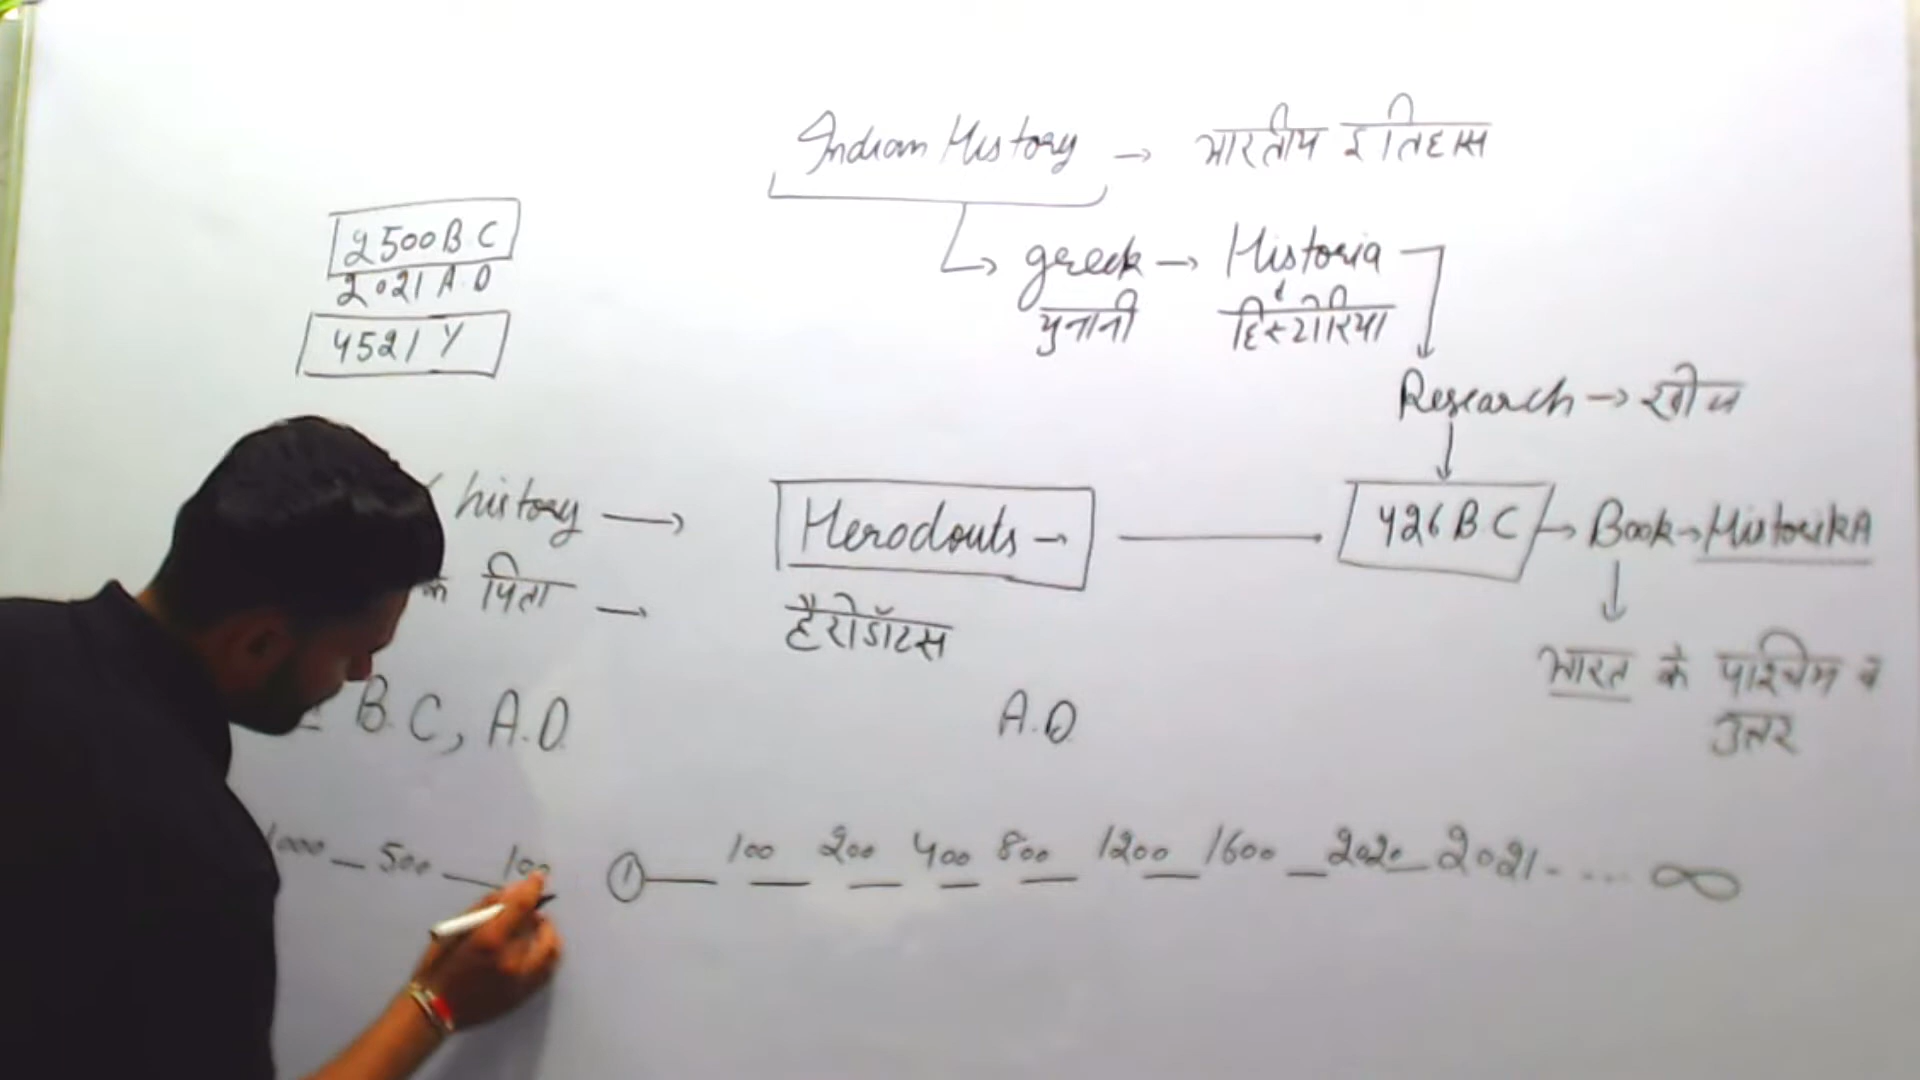 Indian History → भारतीय इतिहास
2500 B.C
2021 A.D
4521 Y
greek → Historia
युनानी हिस्टोरिया
Research → खोज
history → Herodouts → 426 B C → Book → HistorikA
के पिता → हैरोडॉटस
भारत के पश्चिम व
उत्तर
B.C, A.D. A.D
1000 — 500 — 100 1 — 100 — 200 — 400 — 800 — 1200 — 1600 — 2020 — 2021 ..... ∞